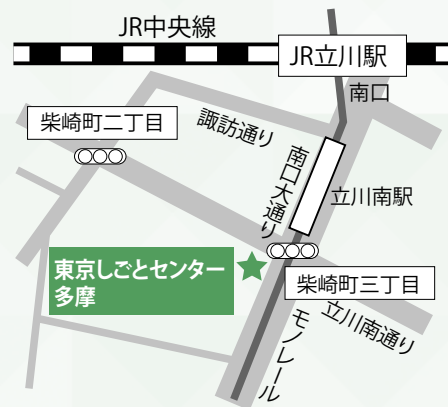 JR中央線
JR立川駅
南口
柴崎町二丁目
諏訪通り
南口大通り
立川南駅
東京しごとセンター
多摩
柴崎町三丁目
立川南通り
モノレール